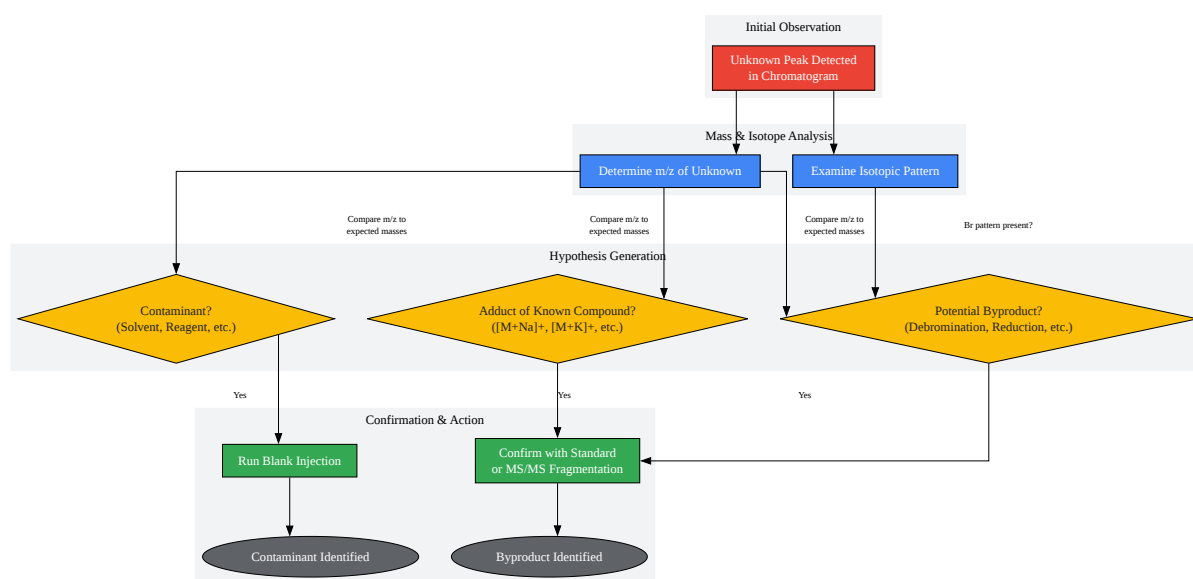 Initial Observation
Unknown Peak Detected
in Chromatogram
Mass & Isotope Analysis
Determine m/z of Unknown
Examine Isotopic Pattern
Compare m/z to
expected masses
Compare m/z to
expected masses
Compare m/z to
expected masses
Br pattern present?
Hypothesis Generation
Contaminant?
(Solvent, Reagent, etc.)
Adduct of Known Compound?
([M+Na]+, [M+K]+, etc.)
Potential Byproduct?
(Debromination, Reduction, etc.)
Yes
Yes
Yes
Confirmation & Action
Run Blank Injection
Confirm with Standard
or MS/MS Fragmentation
Contaminant Identified
Byproduct Identified